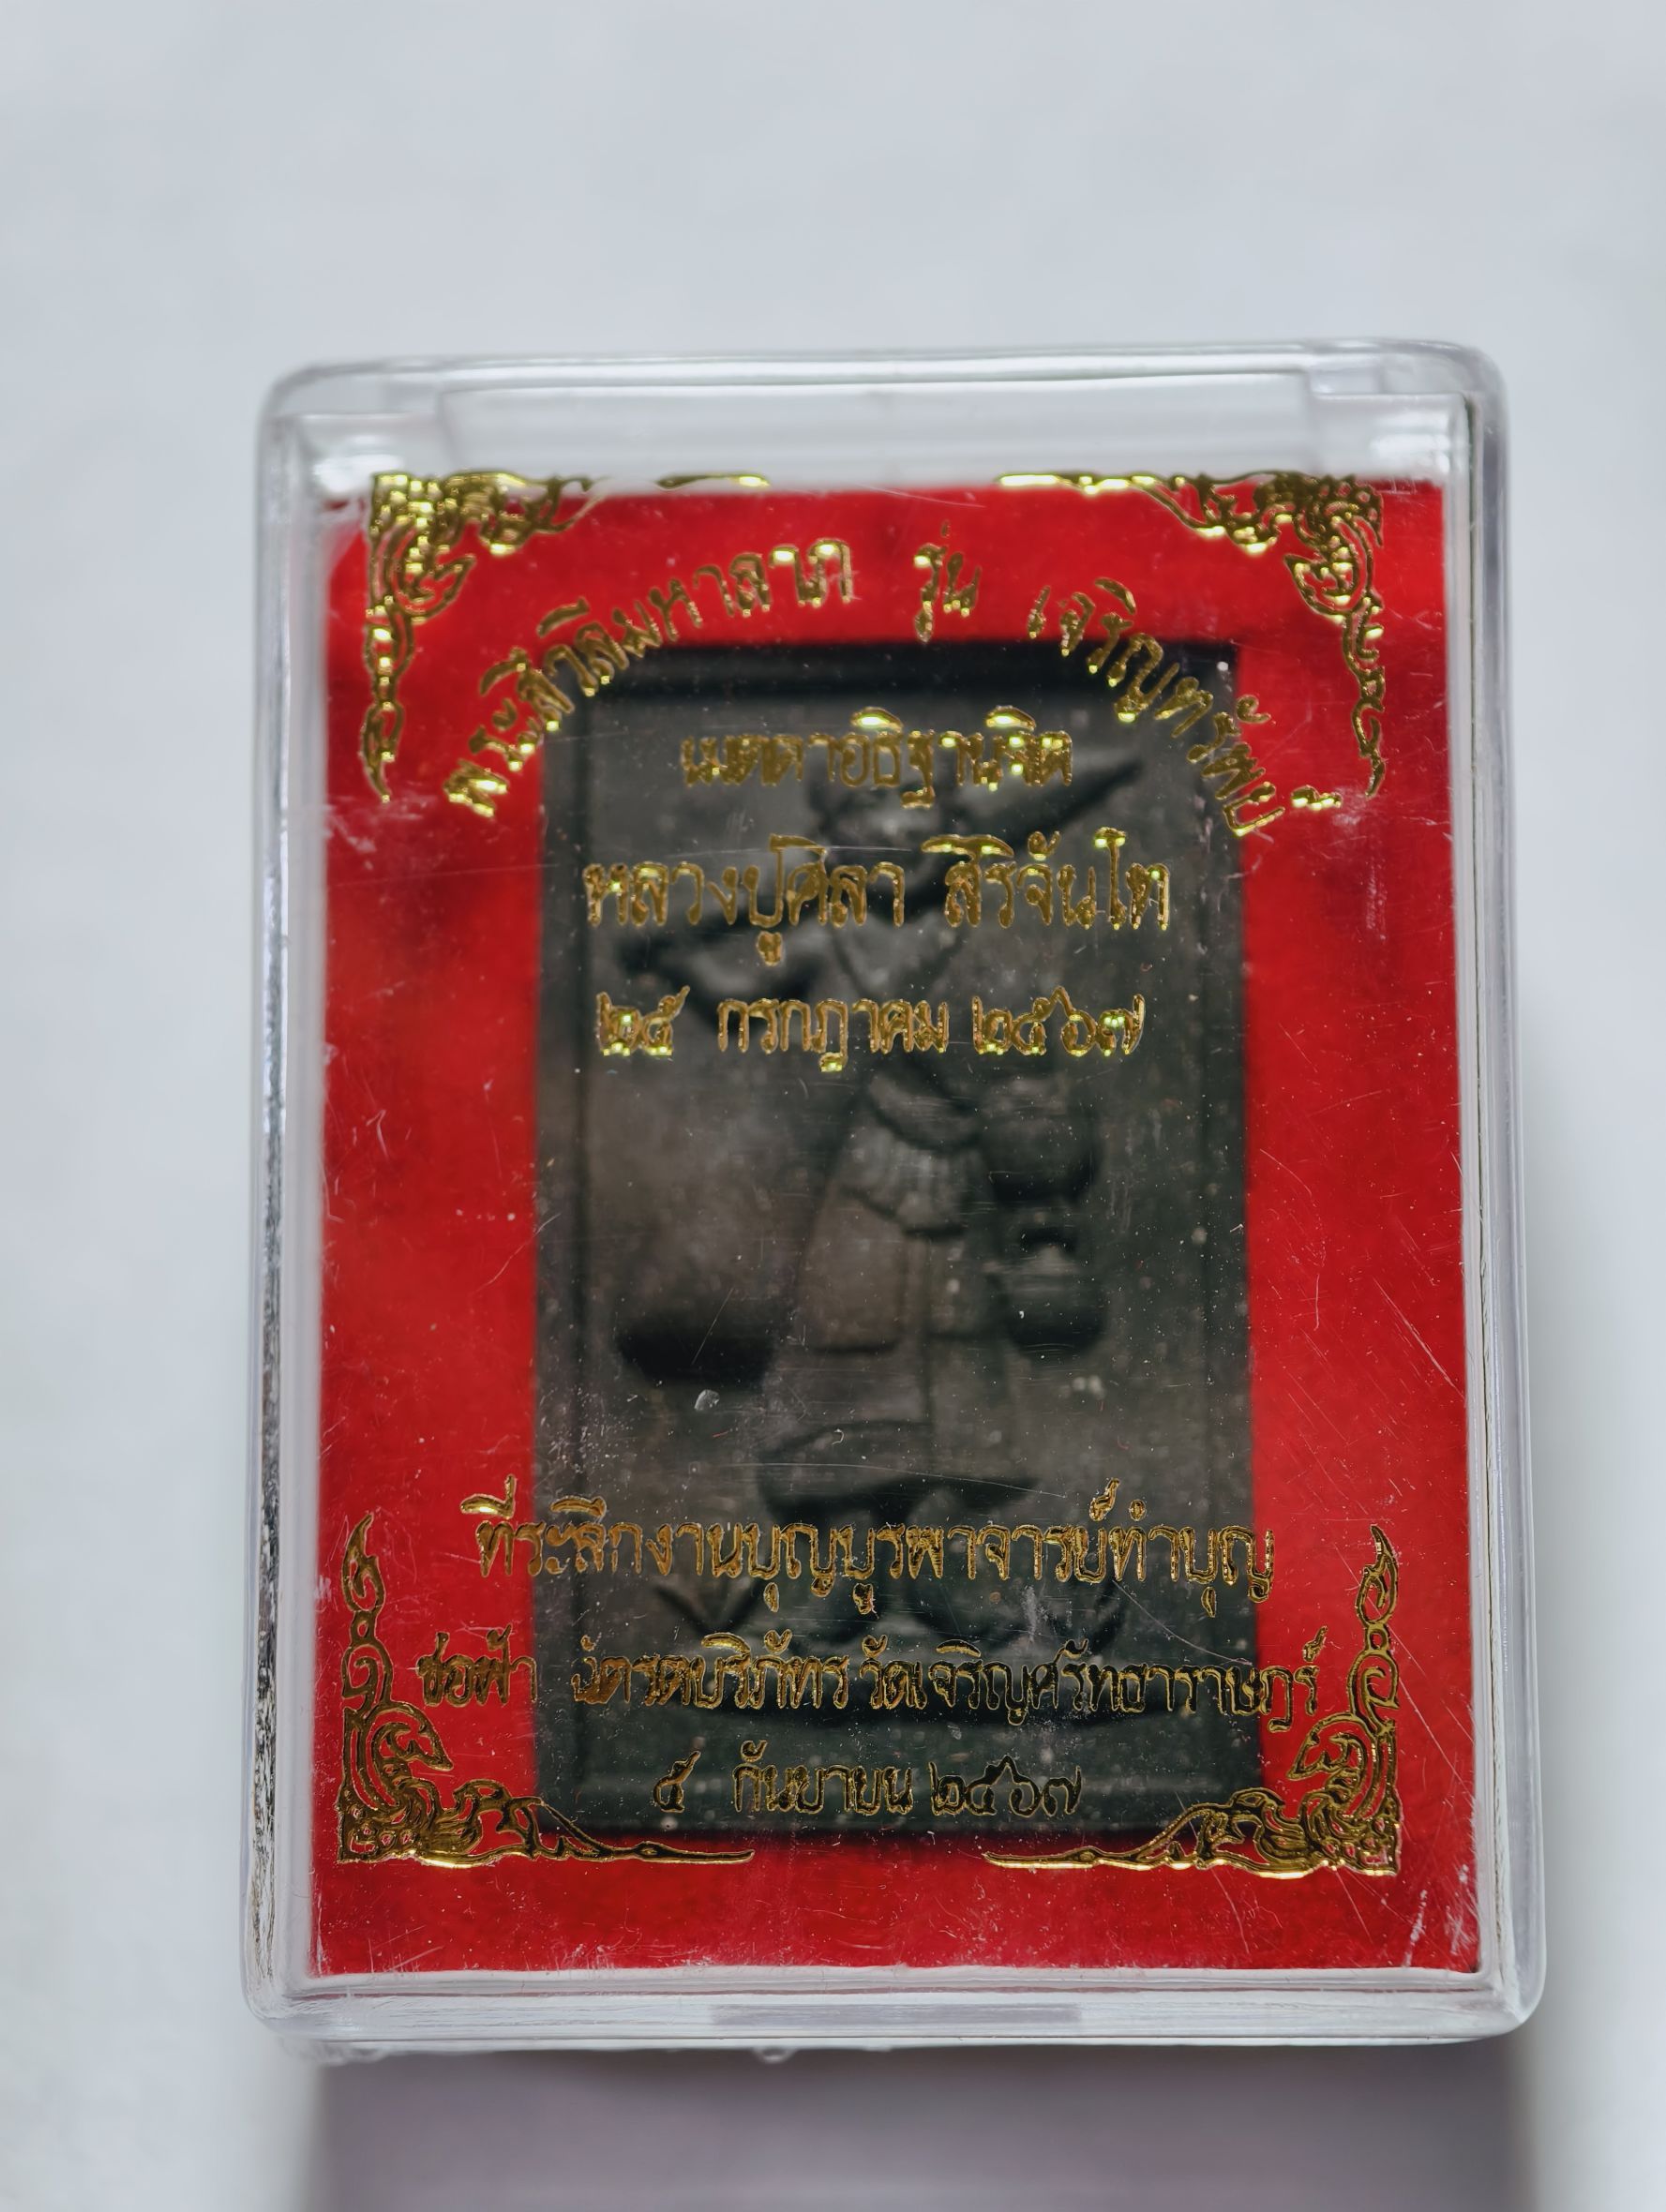 พระสีวลีมหาลาภ รุ่น เจริญทรัพย์
เมตตาอธิฐานจิต
หลวงปู่ศิลา สิริจันโท
๒๕ กรกฎาคม ๒๕๖๗
ที่ระลึกงานบุญบูรพาจารย์ทำบุญ
ช่อฟ้า วัดเจริญศรัทธาราษฎร์
๕ กันยายน ๒๕๖๗